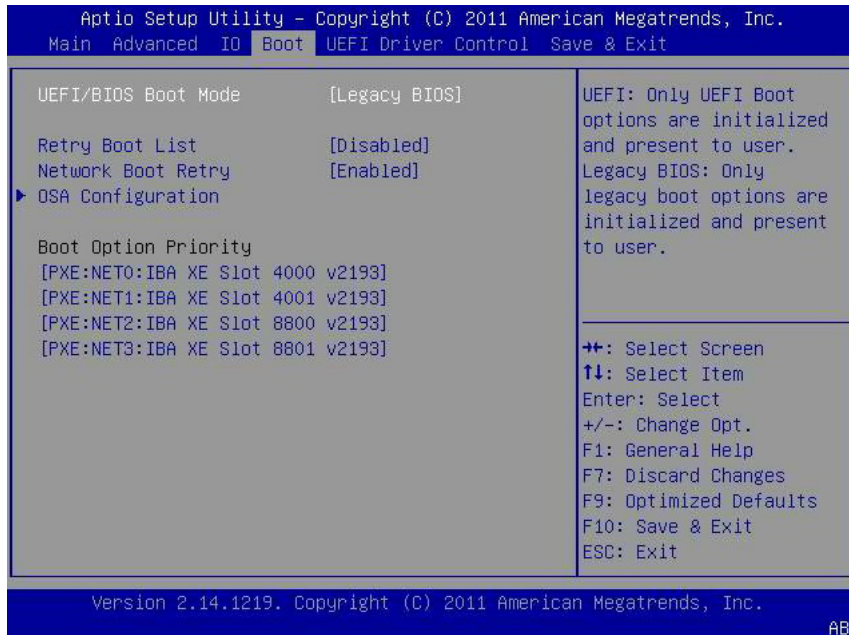 Aptio Setup Utility – Copyright (C) 2011 American Megatrends, Inc.
Main Advanced IO Boot UEFI Driver Control Save & Exit
UEFI/BIOS Boot Mode [Legacy BIOS]
Retry Boot List [Disabled]
Network Boot Retry [Enabled]
OSA Configuration
Boot Option Priority
[PXE:NET0:IBA XE Slot 4000 v2193]
[PXE:NET1:IBA XE Slot 4001 v2193]
[PXE:NET2:IBA XE Slot 8800 v2193]
[PXE:NET3:IBA XE Slot 8801 v2193]
UEFI: Only UEFI Boot
options are initialized
and present to user.
Legacy BIOS: Only
legacy boot options are
initialized and present
to user.
→←: Select Screen
↑↓: Select Item
Enter: Select
+/-: Change Opt.
F1: General Help
F7: Discard Changes
F9: Optimized Defaults
F10: Save & Exit
ESC: Exit
Version 2.14.1219. Copyright (C) 2011 American Megatrends, Inc.
AB